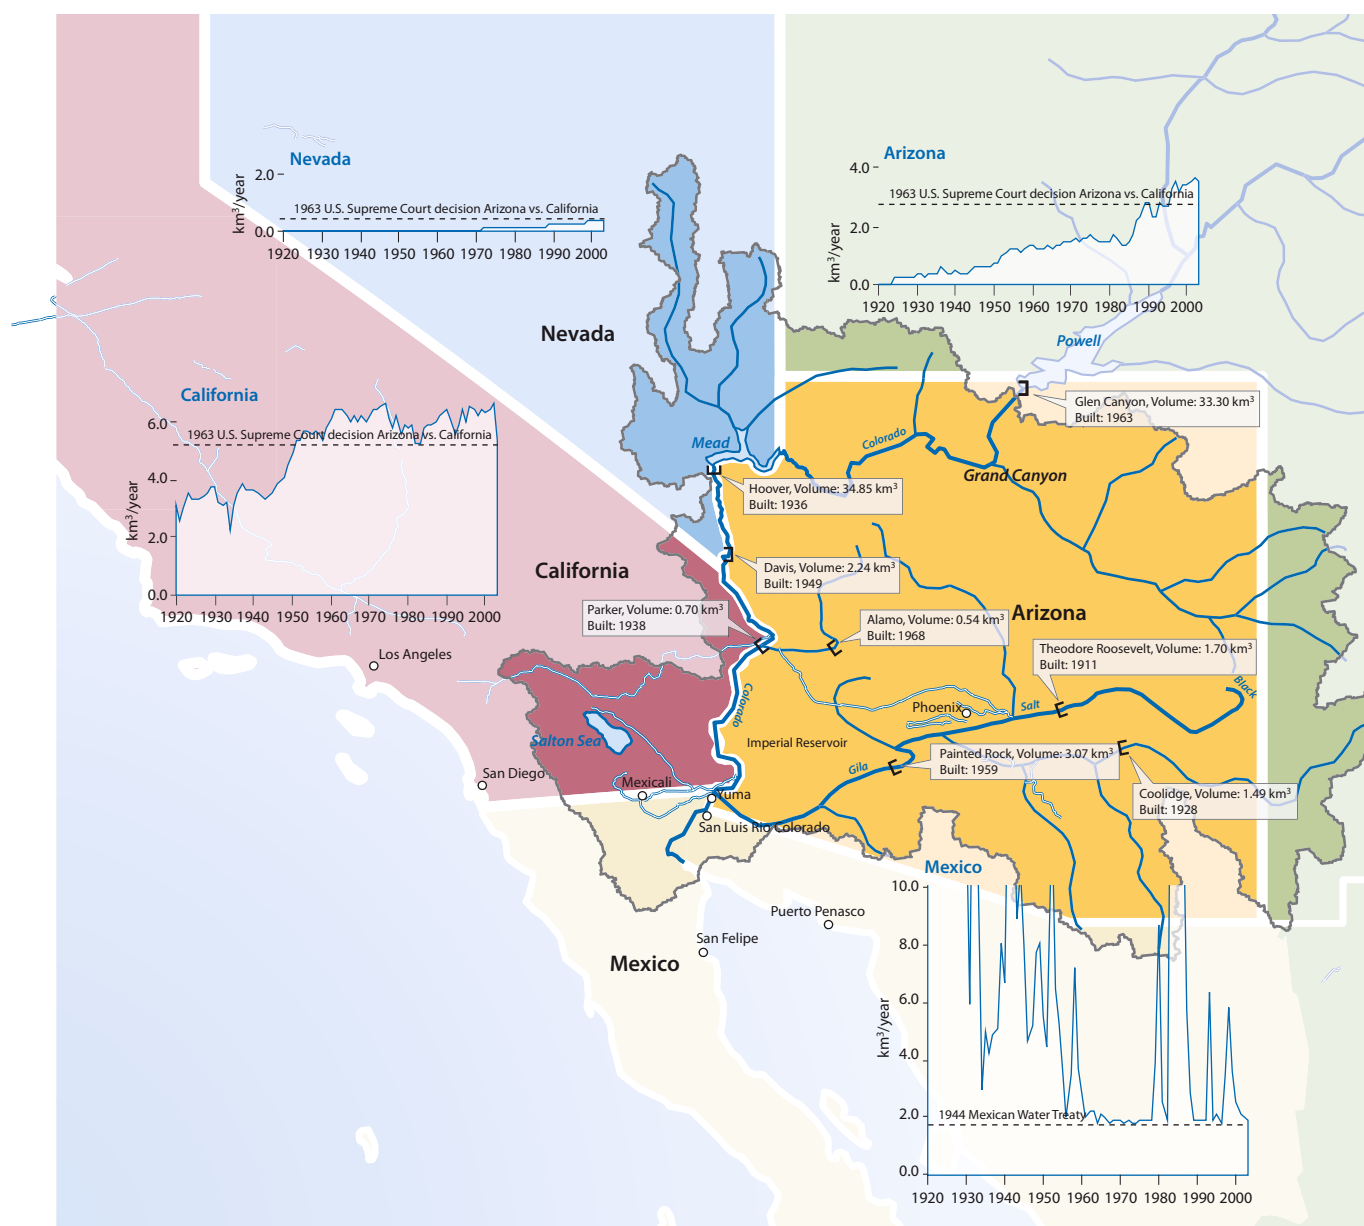 Nevada
2.0
1963 U.S. Supreme Court decision Arizona vs. California
km³/year
0.0
1920 1930 1940 1950 1960 1970 1980 1990 2000
Arizona
4.0
1963 U.S. Supreme Court decision Arizona vs. California
2.0
km³/year
0.0
1920 1930 1940 1950 1960 1970 1980 1990 2000
Nevada
Powell
California
6.0
1963 U.S. Supreme Court decision Arizona vs. California
4.0
km³/year
2.0
0.0
1920 1930 1940 1950 1960 1970 1980 1990 2000
Glen Canyon, Volume: 33.30 km³
Built: 1963
Mead
Colorado
Grand Canyon
Hoover, Volume: 34.85 km³
Built: 1936
California
Davis, Volume: 2.24 km³
Built: 1949
Parker, Volume: 0.70 km³
Built: 1938
Alamo, Volume: 0.54 km³
Built: 1968
Arizona
Theodore Roosevelt, Volume: 1.70 km³
Built: 1911
Los Angeles
Colorado
Phoenix
Salt
Black
Salton Sea
Imperial Reservoir
Gila
Painted Rock, Volume: 3.07 km³
Built: 1959
San Diego
Mexicali
Yuma
Coolidge, Volume: 1.49 km³
Built: 1928
San Luis Rio Colorado
Mexico
10.0
Puerto Penasco
San Felipe
Mexico
8.0
6.0
km³/year
4.0
2.0
1944 Mexican Water Treaty
0.0
1920 1930 1940 1950 1960 1970 1980 1990 2000